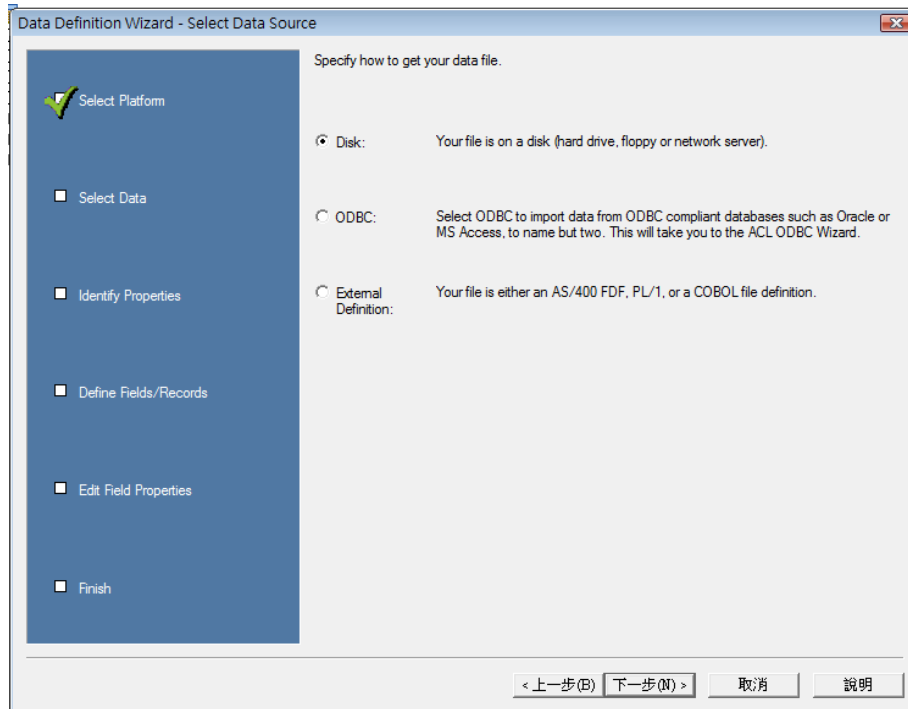 Data Definition Wizard - Select Data Source
Select Platform
Select Data
Identify Properties
Define Fields/Records
Edit Field Properties
Finish
Specify how to get your data file.
Disk: Your file is on a disk (hard drive, floppy or network server).
ODBC: Select ODBC to import data from ODBC compliant databases such as Oracle or
MS Access, to name but two. This will take you to the ACL ODBC Wizard.
External Your file is either an AS/400 FDF, PL/1, or a COBOL file definition.
Definition:
<上一步(B) 下一步(N)> 取消 說明